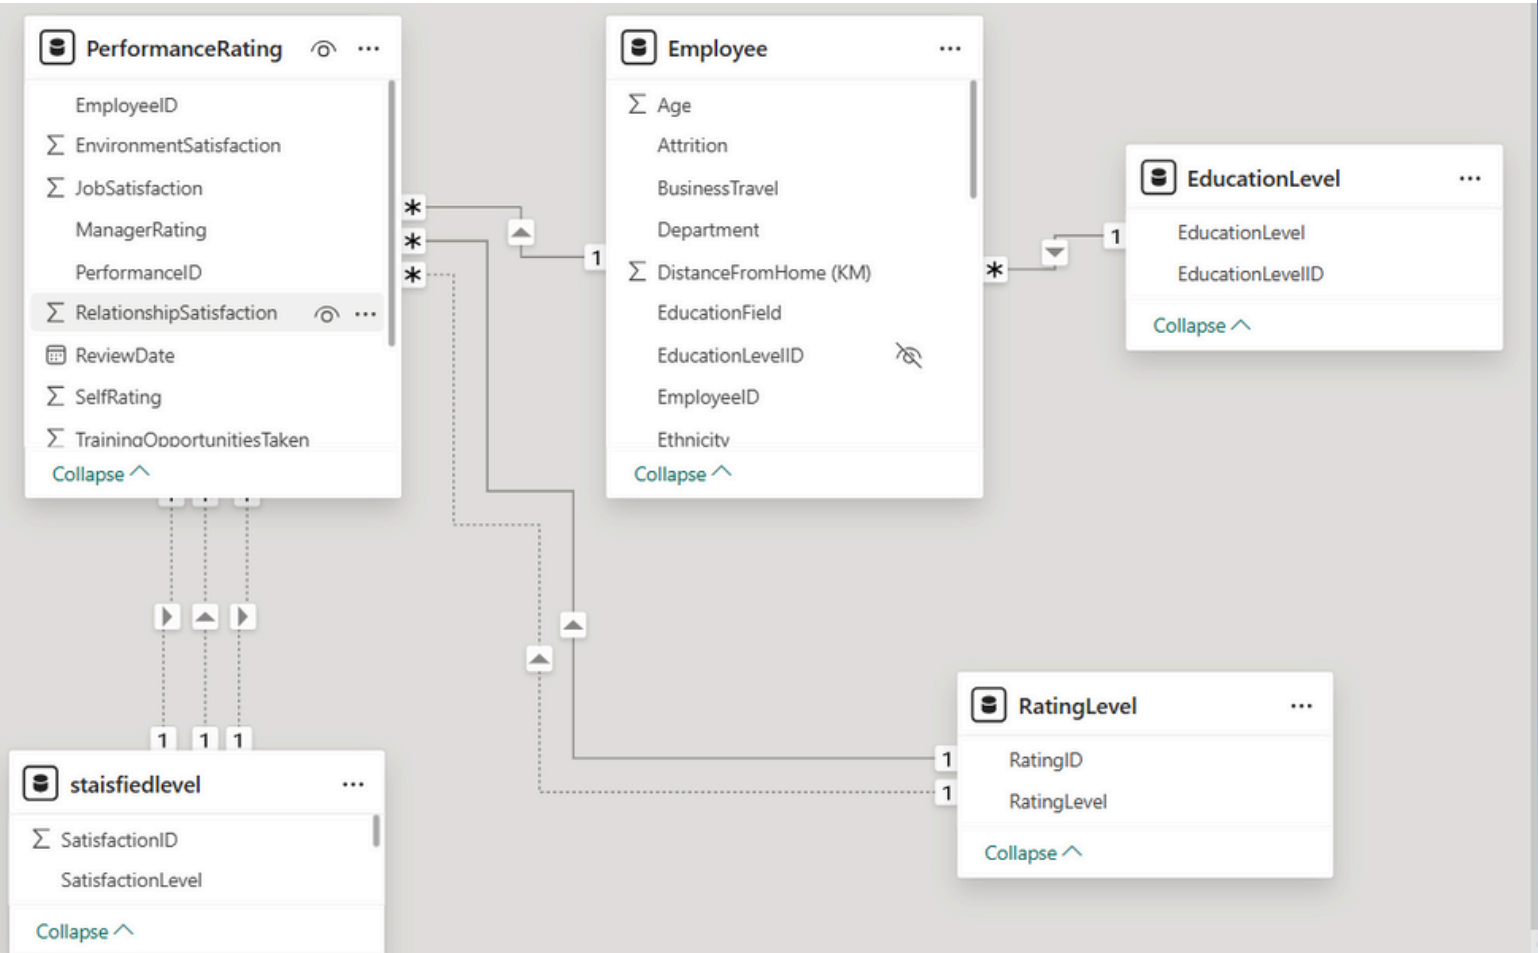 PerformanceRating
EmployeeID
Σ EnvironmentSatisfaction
Σ JobSatisfaction
ManagerRating
PerformanceID
Σ RelationshipSatisfaction
ReviewDate
Σ SelfRating
Σ TrainingOpportunitiesTaken
Collapse
Employee
Σ Age
Attrition
BusinessTravel
Department
Σ DistanceFromHome (KM)
EducationField
EducationLevelID
EmployeeID
Ethnicity
Collapse
EducationLevel
EducationLevel
EducationLevelID
Collapse
*
*
*
1
*
1
1 1 1
staisfiedlevel
Σ SatisfactionID
SatisfactionLevel
Collapse
1
1
RatingLevel
RatingID
RatingLevel
Collapse